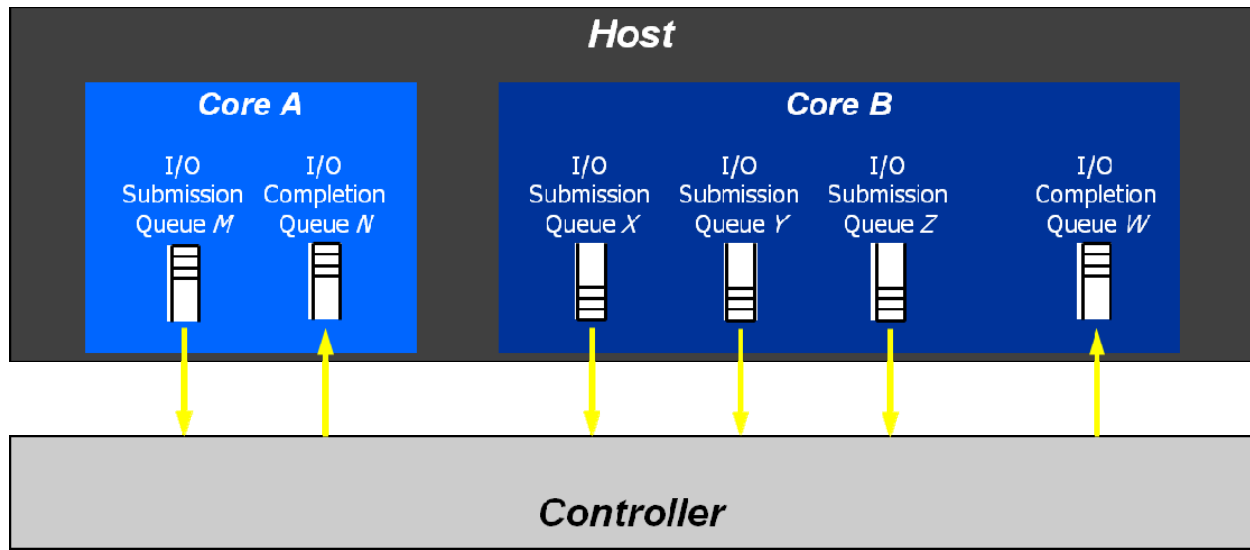 Host
Core A
Core B
I/O
Submission
Queue M
I/O
Completion
Queue N
I/O
Submission
Queue X
I/O
Submission
Queue Y
I/O
Submission
Queue Z
I/O
Completion
Queue W
Controller